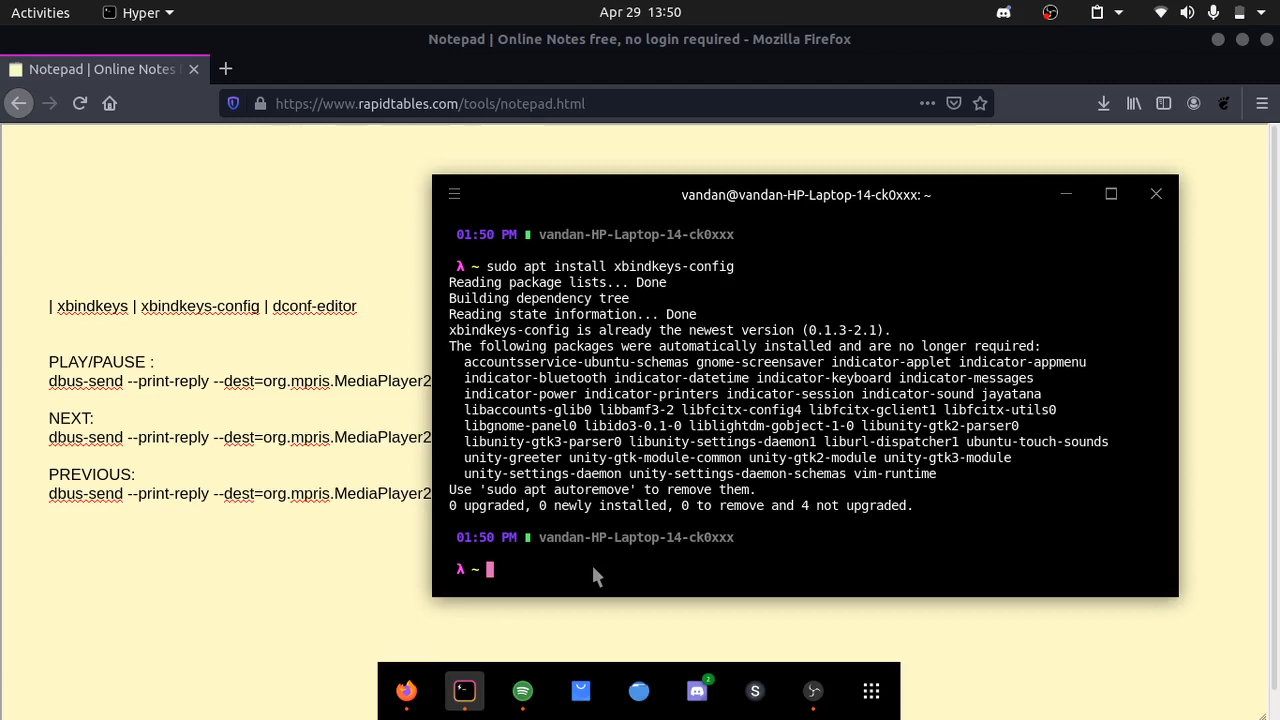 Activities Hyper Apr 29 13:50
Notepad | Online Notes free, no login required - Mozilla Firefox
Notepad | Online Notes
https://www.rapidtables.com/tools/notepad.html
| xbindkeys | xbindkeys-config | dconf-editor
PLAY/PAUSE :
dbus-send --print-reply --dest=org.mpris.MediaPlayer2
NEXT:
dbus-send --print-reply --dest=org.mpris.MediaPlayer2
PREVIOUS:
dbus-send --print-reply --dest=org.mpris.MediaPlayer2
vandan@vandan-HP-Laptop-14-ck0xxx: ~
01:50 PM vandan-HP-Laptop-14-ck0xxx
λ ~ sudo apt install xbindkeys-config
Reading package lists... Done
Building dependency tree
Reading state information... Done
xbindkeys-config is already the newest version (0.1.3-2.1).
The following packages were automatically installed and are no longer required:
accountsservice-ubuntu-schemas gnome-screensaver indicator-applet indicator-appmenu
indicator-bluetooth indicator-datetime indicator-keyboard indicator-messages
indicator-power indicator-printers indicator-session indicator-sound jayatana
libaccounts-glib0 libbamf3-2 libfcitx-config4 libfcitx-gclient1 libfcitx-utils0
libgnome-panel0 libido3-0.1-0 liblightdm-gobject-1-0 libunity-gtk2-parser0
libunity-gtk3-parser0 libunity-settings-daemon1 liburl-dispatcher1 ubuntu-touch-sounds
unity-greeter unity-gtk-module-common unity-gtk2-module unity-gtk3-module
unity-settings-daemon unity-settings-daemon-schemas vim-runtime
Use 'sudo apt autoremove' to remove them.
0 upgraded, 0 newly installed, 0 to remove and 4 not upgraded.
01:50 PM vandan-HP-Laptop-14-ck0xxx
λ ~
S